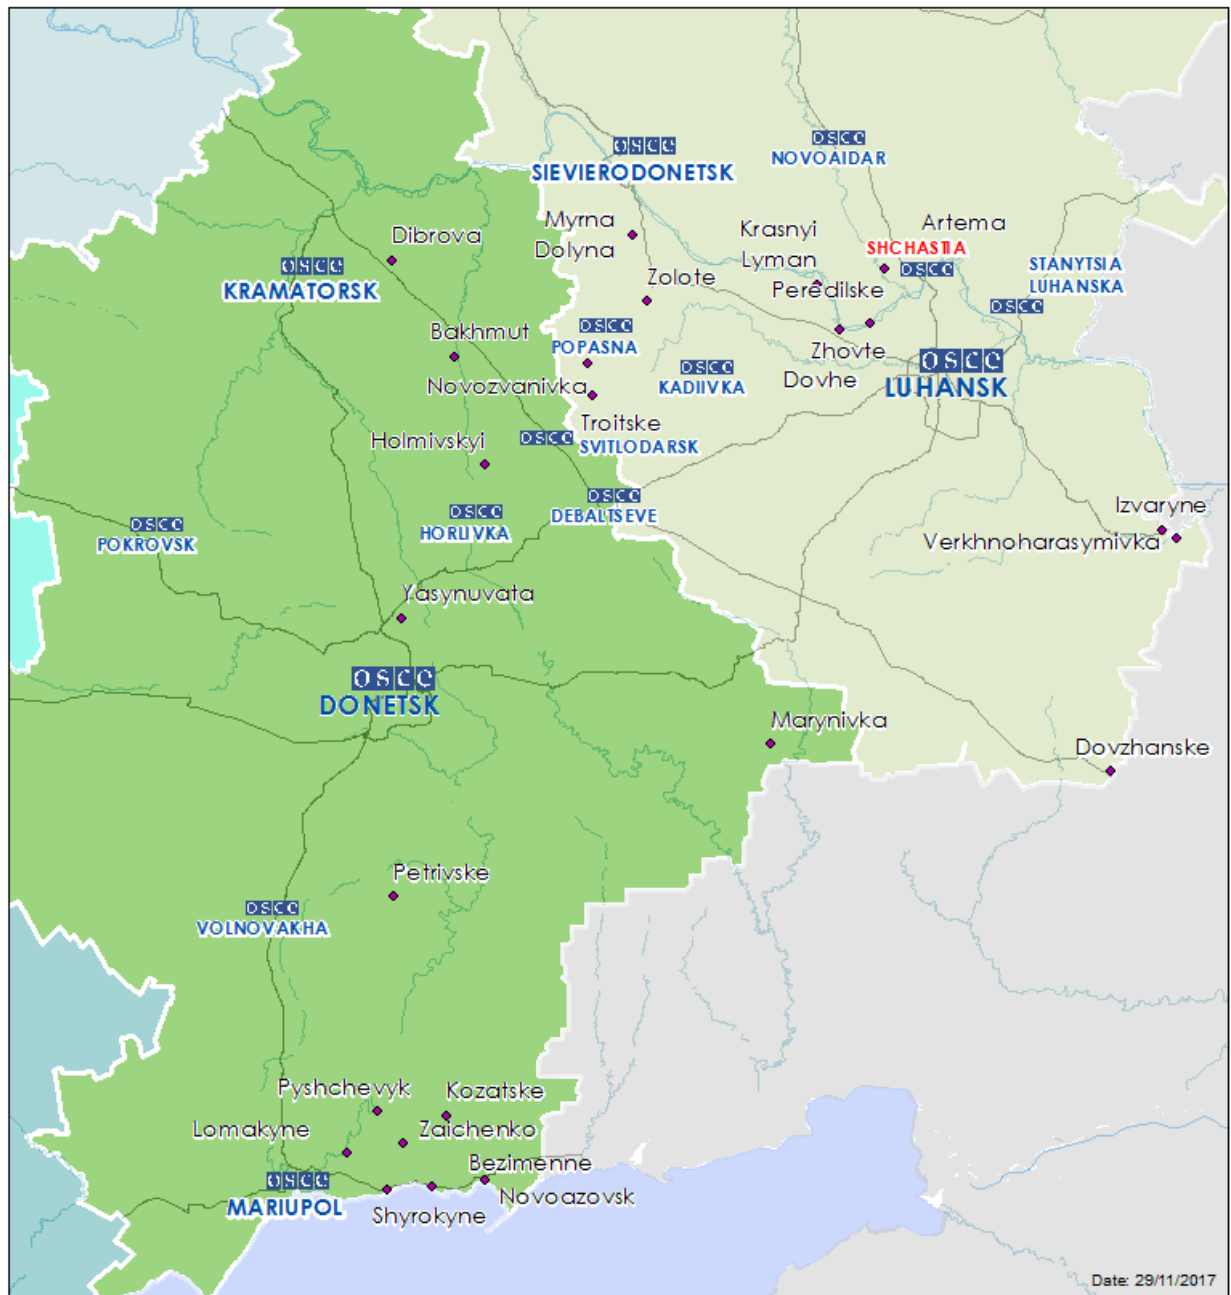 OSCE
NOVOAIDAR
OSCE
SIEVIERODONETSK
Myrna
Dolyna
Artema
Krasnyi
Lyman
SHCHASTIA
OSCE
Dibrova
OSCE
KRAMATORSK
STANYTSIA
LUHANSKA
OSCE
Zolote
Peredilske
OSCE
POPASNA
Bakhmut
Zhovte
Dovhe
OSCE
KADIIVKA
OSCE
LUHANSK
Novozvanivka
Troitske
OSCE
SVITLODARSK
Holmivskyi
OSCE
DEBALTSEVE
OSCE
HORLIVKA
OSCE
POKROVSK
Izvaryne
Verkhnoharasymivka
Yasynuvata
OSCE
DONETSK
Marynivka
Dovzhanske
Petrivske
OSCE
VOLNOVAKHA
Pyshchevyk
Kozatske
Lomakyne
Zaichenko
Bezimenne
OSCE
MARIUPOL
Novoazovsk
Shyrokyne
Date: 29/11/2017